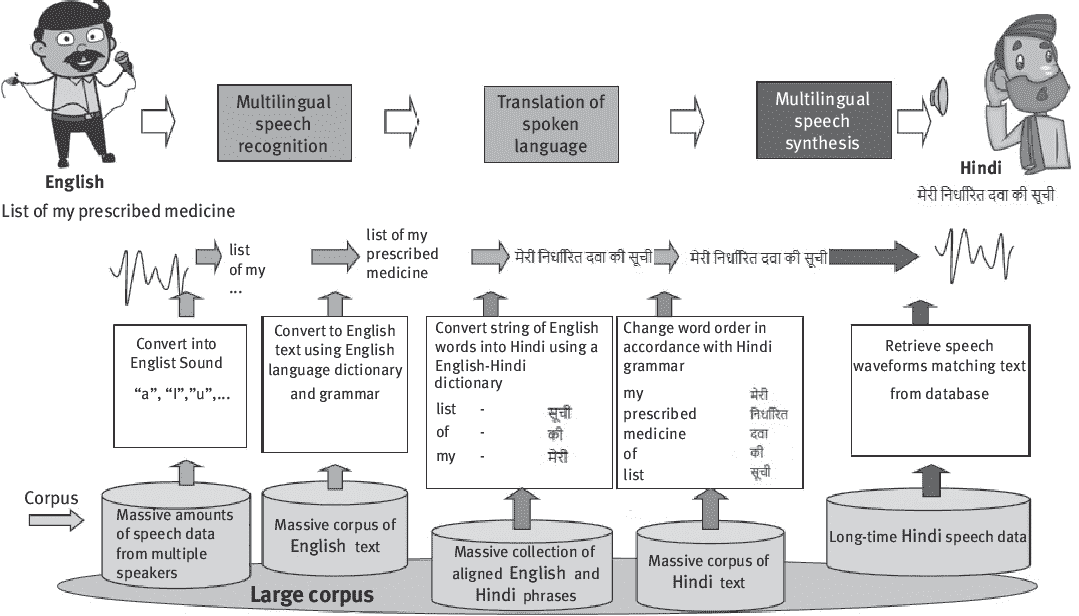 Multilingual
speech
recognition
Translation of
spoken
language
Multilingual
speech
synthesis
English
Hindi
List of my prescribed medicine
मेरी निर्धारित दवा की सूची
list
of my
...
list of my
prescribed
medicine
मेरी निर्धारित दवा की सूची
मेरी निर्धारित दवा की सूची
Convert into
Englist Sound
“a”, “I”,”u”,...
Convert to English
text using English
language dictionary
and grammar
Convert string of English
words into Hindi using a
English-Hindi
dictionary
list - सूची
of - की
my - मेरी
Change word order in
accordance with Hindi
grammar
my मेरी
prescribed निर्धारित
medicine दवा
of की
list सूची
Retrieve speech
waveforms matching text
from database
Corpus
Massive amounts
of speech data
from multiple
speakers
Massive corpus of
English text
Massive collection of
aligned English and
Hindi phrases
Massive corpus of
Hindi text
Long-time Hindi speech data
Large corpus